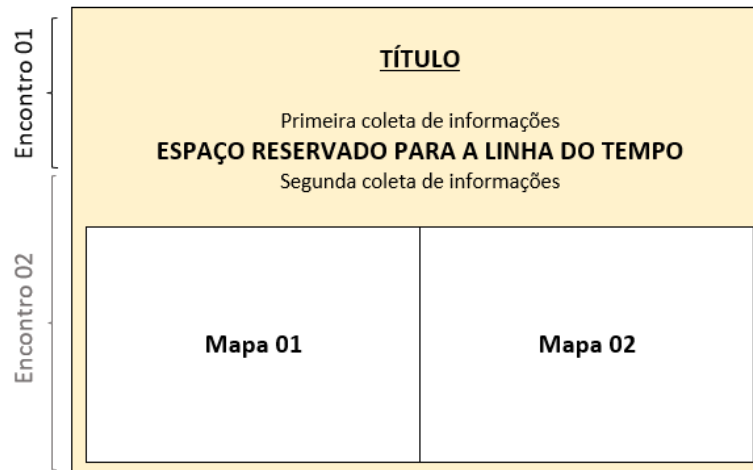 Encontro 01
TÍTULO
Primeira coleta de informações
ESPAÇO RESERVADO PARA A LINHA DO TEMPO
Segunda coleta de informações
Encontro 02
Mapa 01
Mapa 02